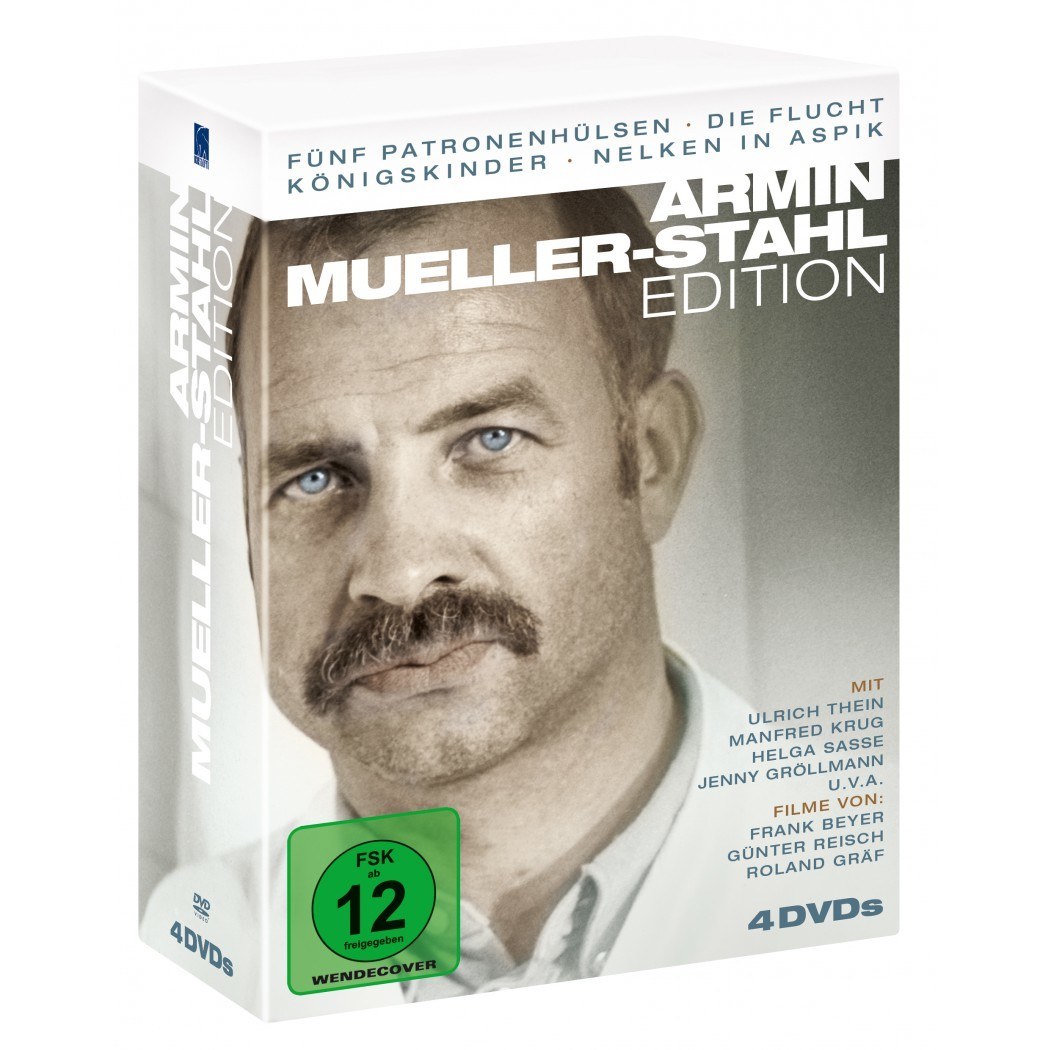 FÜNF PATRONENHÜLSEN · DIE FLUCHT
KÖNIGSKINDER · NELKEN IN ASPIK
ARMIN
MUELLER-STAHL
EDITION
MIT
ULRICH THEIN
MANFRED KRUG
HELGA SASSE
JENNY GRÖLLMANN
U.V.A.
FILME VON:
FRANK BEYER
GÜNTER REISCH
ROLAND GRÄF
4 DVDs
FSK
ab
12
freigegeben
WENDECOVER
ARMIN
MUELLER-STAHL
EDITION
DVD
VIDEO
4 DVDs